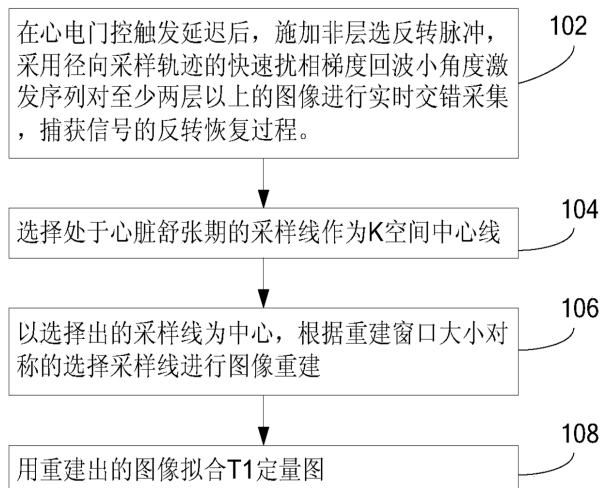 在心电门控触发延迟后，施加非层选反转脉冲，
采用径向采样轨迹的快速扰相梯度回波小角度激
发序列对至少两层以上的图像进行实时交错采集
，捕获信号的反转恢复过程。
102
选择处于心脏舒张期的采样线作为K空间中心线
104
以选择出的采样线为中心，根据重建窗口大小对
称的选择采样线进行图像重建
106
用重建出的图像拟合T1定量图
108